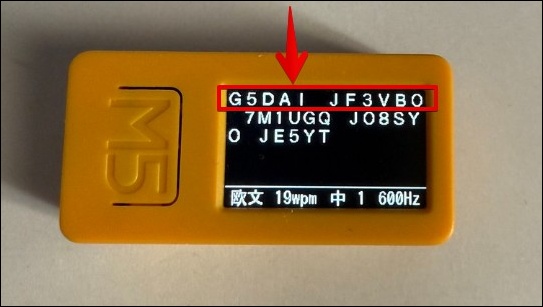 M5
G5DAI JF3VBO
7M1UGQ JO8SY
O JE5YT
欧文 19wpm 中 1 600Hz